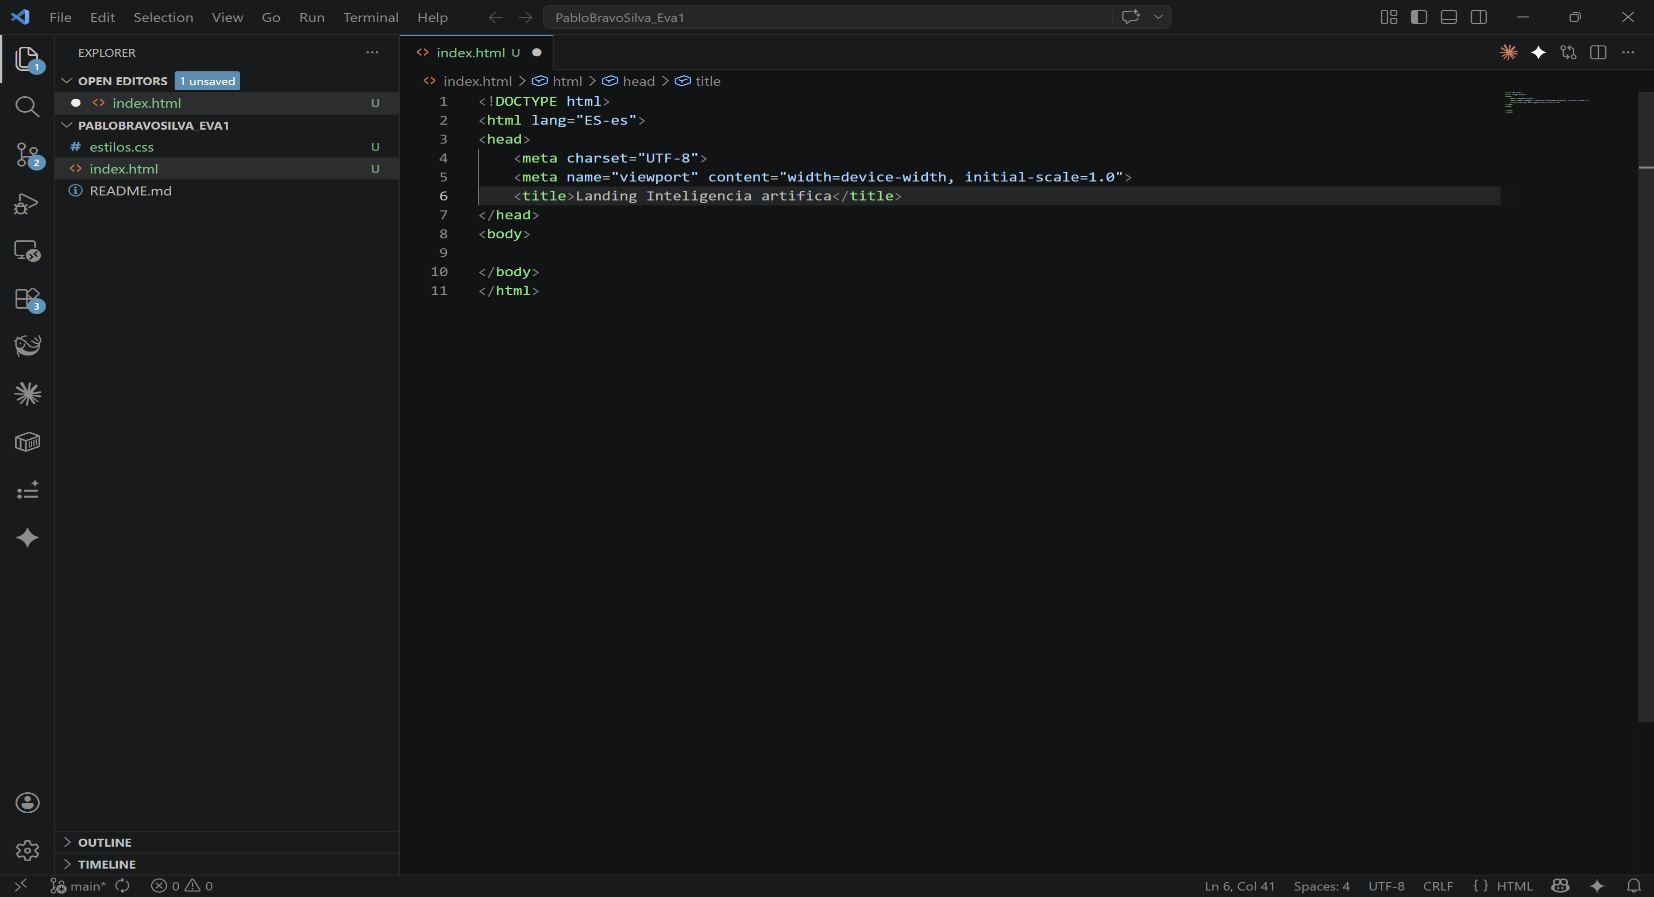 File Edit Selection View Go Run Terminal Help PabloBravoSilva_Eva1
EXPLORER
OPEN EDITORS 1 unsaved
index.html U
PABLOBRAVOSILVA_EVA1
estilos.css U
index.html U
README.md
OUTLINE
TIMELINE
1
2
3
index.html U
index.html > html > head > title
1 <!DOCTYPE html>
2 <html lang="ES-es">
3 <head>
4     <meta charset="UTF-8">
5     <meta name="viewport" content="width=device-width, initial-scale=1.0">
6     <title>Landing Inteligencia artifica</title>
7 </head>
8 <body>
9
10 </body>
11 </html>
main* 0 0 Ln 6, Col 41 Spaces: 4 UTF-8 CRLF { } HTML